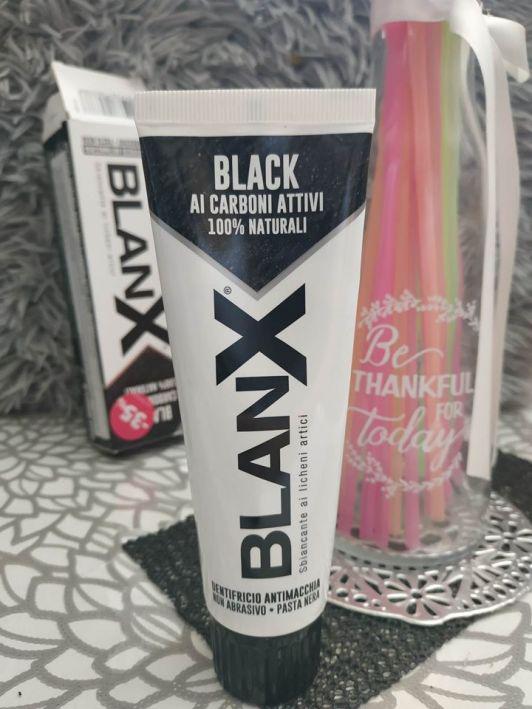 BLACK
AI CARBONI ATTIVI
100% NATURALI
BLANX®
Sbiancante ai licheni artici
DENTIFRICIO ANTIMACCHIA
NON ABRASIVO • PASTA NERA
BLANX
-35
Be
THANKFUL
FOR
today